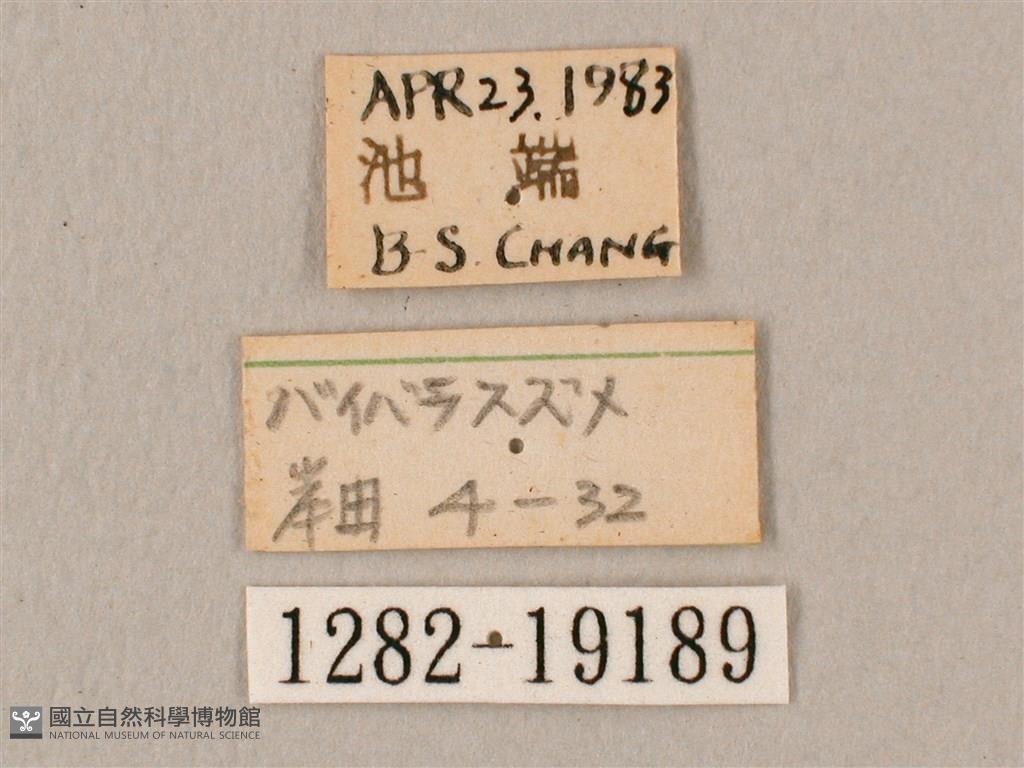 APR 23. 1983
池 端
B-S. CHANG
バイバラスズメ
岸田 4-32
1282-19189
國立自然科學博物館
NATIONAL MUSEUM OF NATURAL SCIENCE